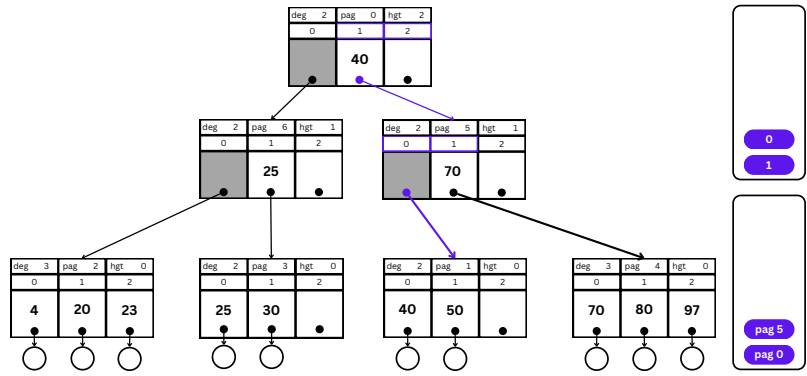 deg 2 pag 0 hgt 2
0 1 2
40
deg 2 pag 6 hgt 1
0 1 2
25
deg 2 pag 5 hgt 1
0 1 2
70
deg 3 pag 2 hgt 0
0 1 2
4 20 23
deg 2 pag 3 hgt 0
0 1 2
25 30
deg 2 pag 1 hgt 0
0 1 2
40 50
deg 3 pag 4 hgt 0
0 1 2
70 80 97
0
1
pag 5
pag 0